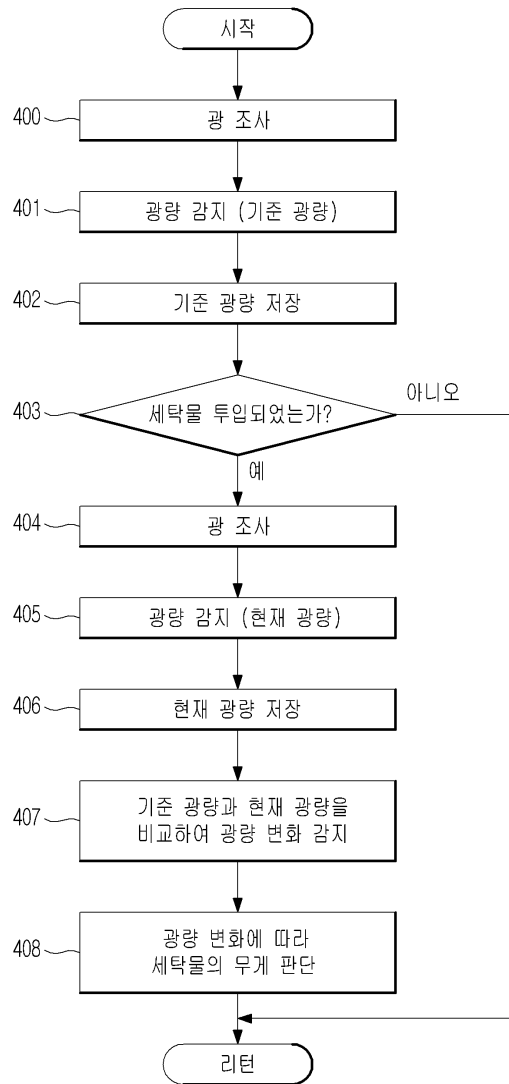 시작
400
광 조사
401
광량 감지 (기준 광량)
402
기준 광량 저장
403
세탁물 투입되었는가?
아니오
예
404
광 조사
405
광량 감지 (현재 광량)
406
현재 광량 저장
407
기준 광량과 현재 광량을
비교하여 광량 변화 감지
408
광량 변화에 따라
세탁물의 무게 판단
리턴